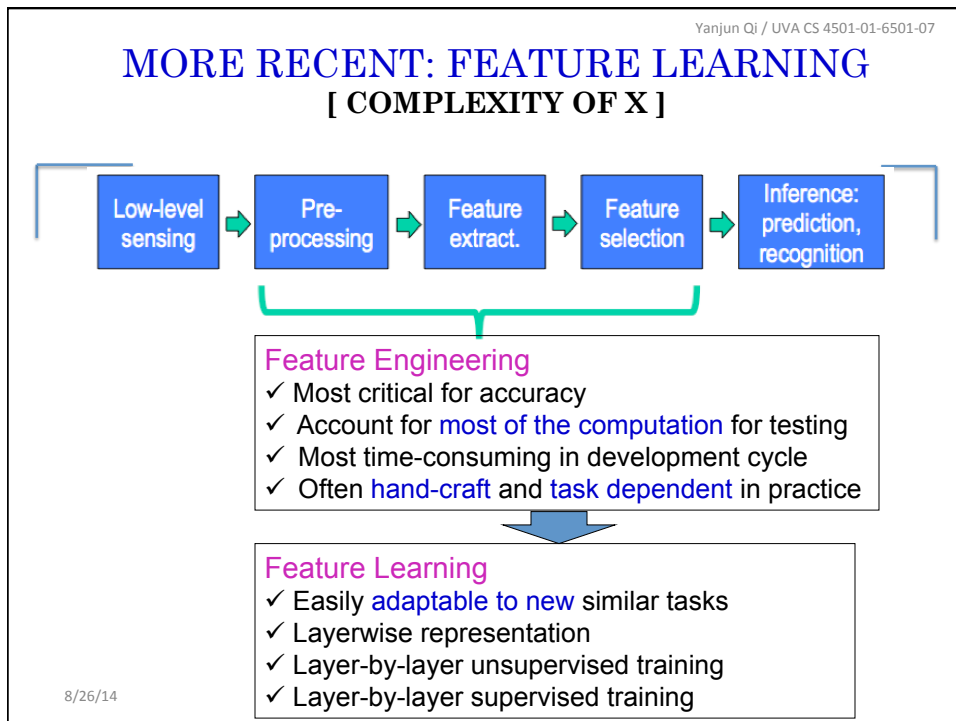 Yanjun Qi / UVA CS 4501-01-6501-07
MORE RECENT: FEATURE LEARNING
[ COMPLEXITY OF X ]
Low-level
sensing
Pre-
processing
Feature
extract.
Feature
selection
Inference:
prediction,
recognition
Feature Engineering
✓ Most critical for accuracy
✓ Account for most of the computation for testing
✓ Most time-consuming in development cycle
✓ Often hand-craft and task dependent in practice
Feature Learning
✓ Easily adaptable to new similar tasks
✓ Layerwise representation
✓ Layer-by-layer unsupervised training
✓ Layer-by-layer supervised training
8/26/14